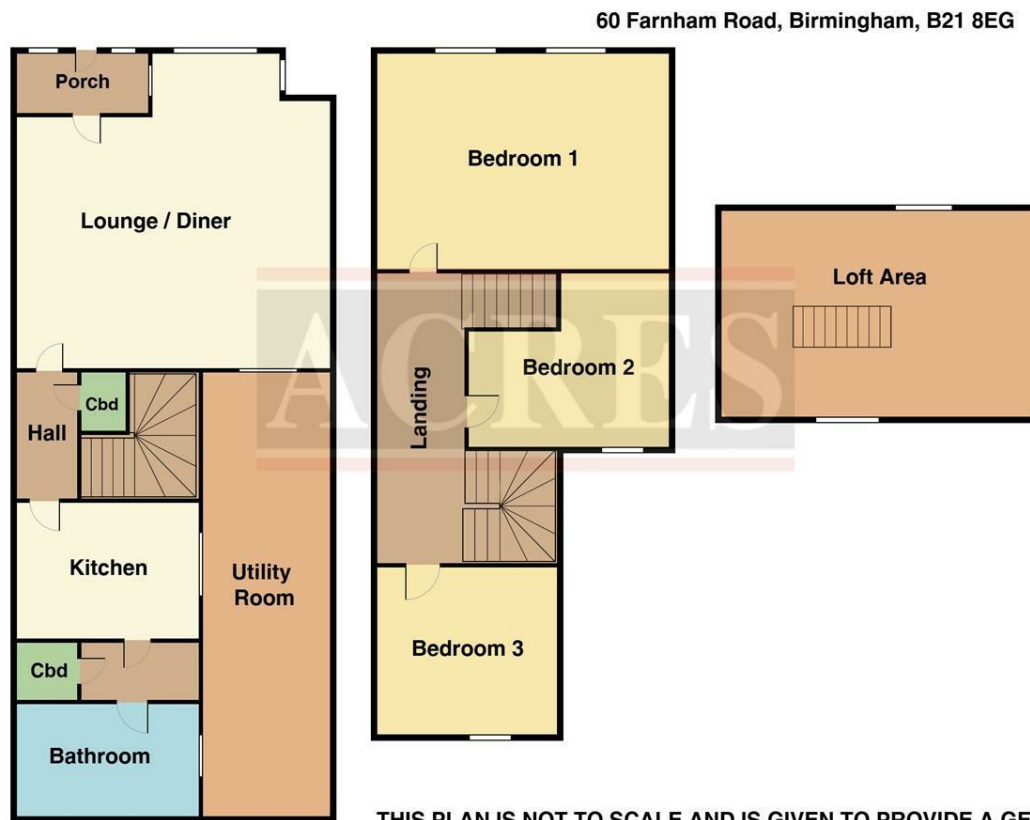 60 Farnham Road, Birmingham, B21 8EG
Porch
Lounge / Diner
Cbd
Hall
Kitchen
Utility
Room
Cbd
Bathroom
Bedroom 1
Landing
Bedroom 2
Bedroom 3
Loft Area
ACRES
THIS PLAN IS NOT TO SCALE AND IS GIVEN TO PROVIDE A GE